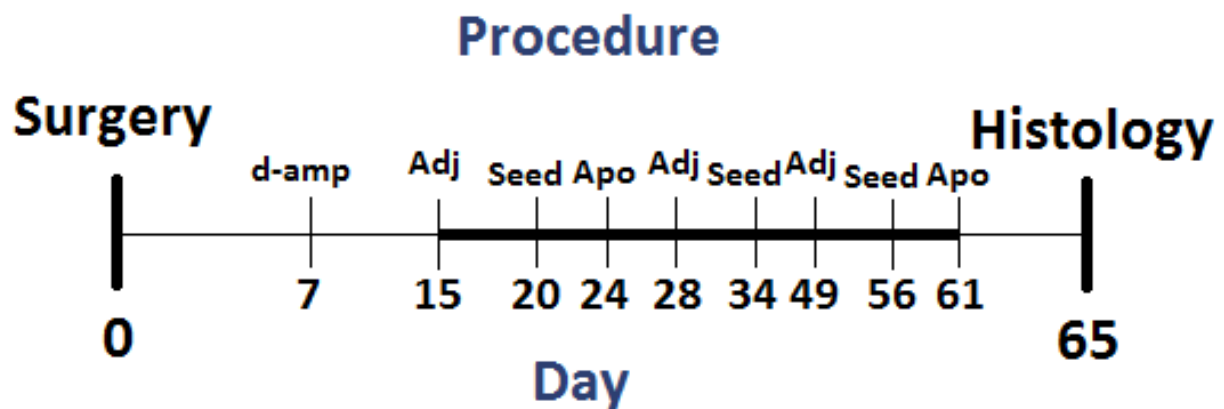 Procedure
Surgery
Histology
d-amp Adj Seed Apo Adj Seed Adj Seed Apo
7 15 20 24 28 34 49 56 61
0
65
Day